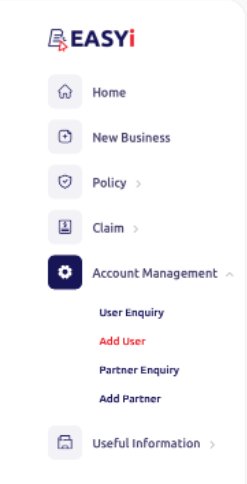 EASYi
Home
New Business
Policy
Claim
Account Management
User Enquiry
Add User
Partner Enquiry
Add Partner
Useful Information